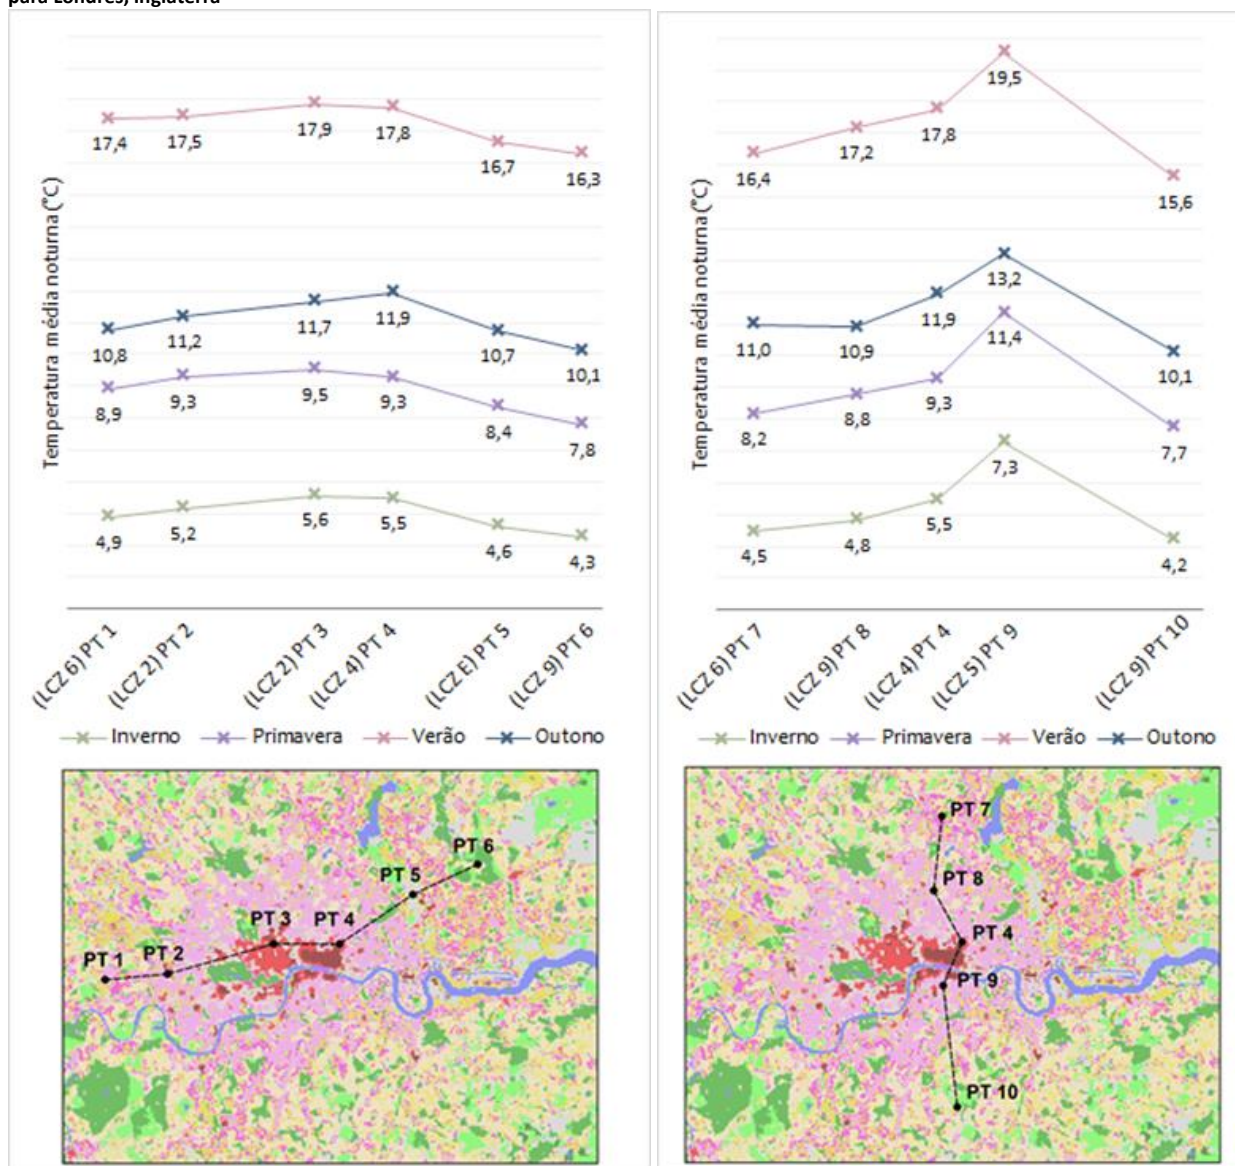 para Londres, Inglaterra
Temperatura média noturna (°C)
17,4 17,5 17,9 17,8 16,7 16,3
10,8 11,2 11,7 11,9 10,7 10,1
8,9 9,3 9,5 9,3 8,4 7,8
4,9 5,2 5,6 5,5 4,6 4,3
(LCZ 6) PT 1
(LCZ 2) PT 2
(LCZ 2) PT 3
(LCZ 4) PT 4
(LCZ E) PT 5
(LCZ 9) PT 6
Inverno Primavera Verão Outono
PT 6
PT 5
PT 3 PT 4
PT 1 PT 2
Temperatura média noturna (°C)
16,4 17,2 17,8 19,5 15,6
11,0 10,9 11,9 13,2 10,1
8,2 8,8 9,3 11,4 7,7
4,5 4,8 5,5 7,3 4,2
(LCZ 6) PT 7
(LCZ 9) PT 8
(LCZ 4) PT 4
(LCZ 5) PT 9
(LCZ 9) PT 10
Inverno Primavera Verão Outono
PT 7
PT 8
PT 4
PT 9
PT 10